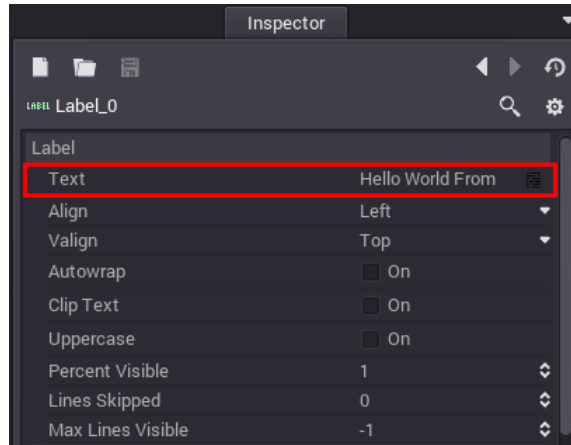 Inspector
LABEL Label_0
Label
Text Hello World From
Align Left
Valign Top
Autowrap On
Clip Text On
Uppercase On
Percent Visible 1
Lines Skipped 0
Max Lines Visible -1